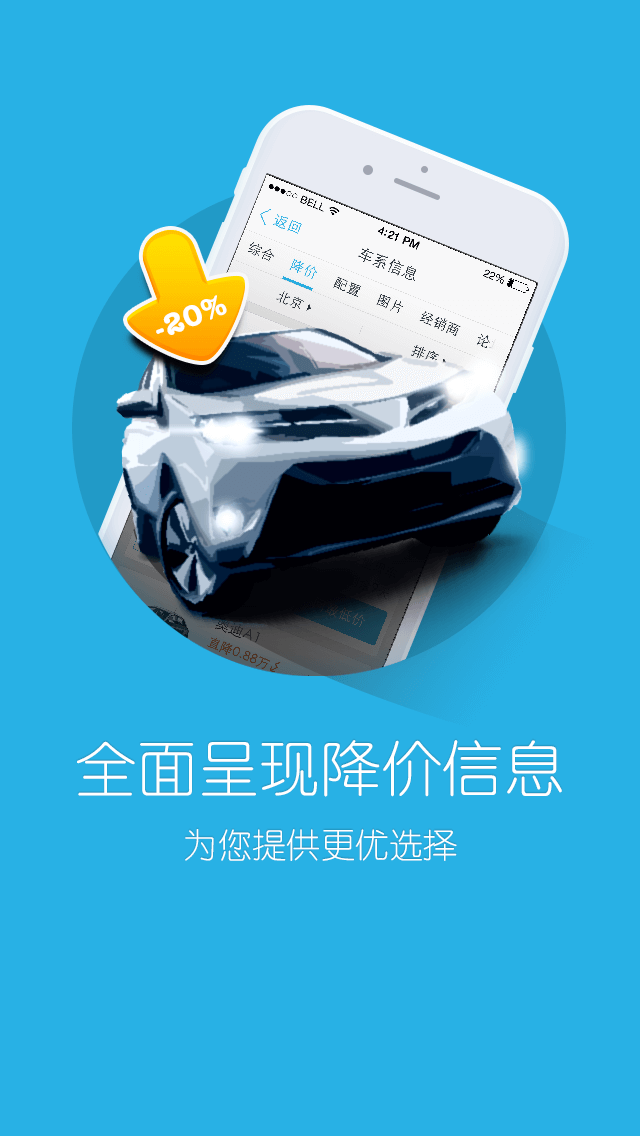 BELL
4:21 PM
22%
返回
车系信息
综合 降价 配置 图片 经销商 论
北京
排序
-20%
低价
奥迪A1
直降0.88万
全面呈现降价信息
为您提供更优选择